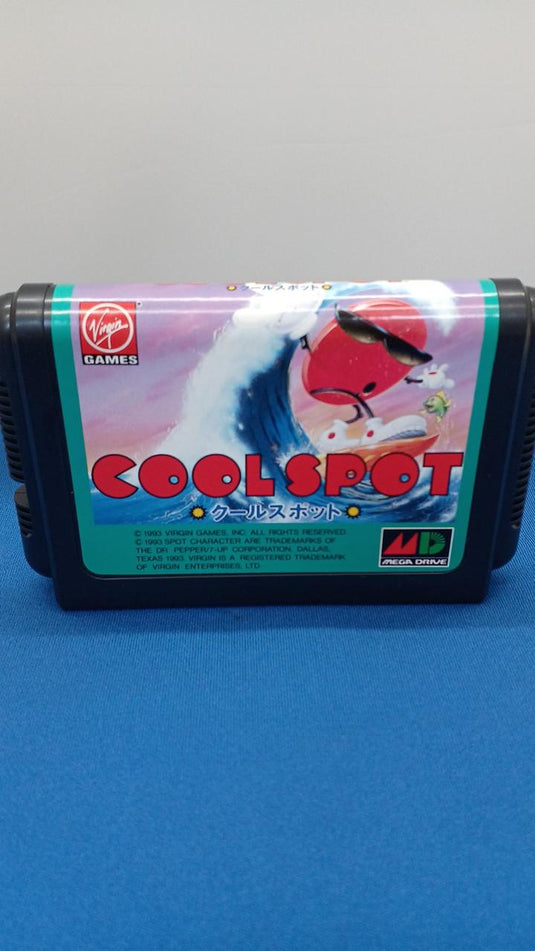 クールスポット
Virgin
GAMES
COOL SPOT
クールスポット
© 1993 VIRGIN GAMES, INC. ALL RIGHTS RESERVED.
© 1993 SPOT CHARACTER ARE TRADEMARKS OF
THE DR PEPPER/7-UP CORPORATION, DALLAS,
TEXAS 1993. VIRGIN IS A REGISTERED TRADEMARK
OF VIRGIN ENTERPRISES, LTD.
MD
MEGA DRIVE